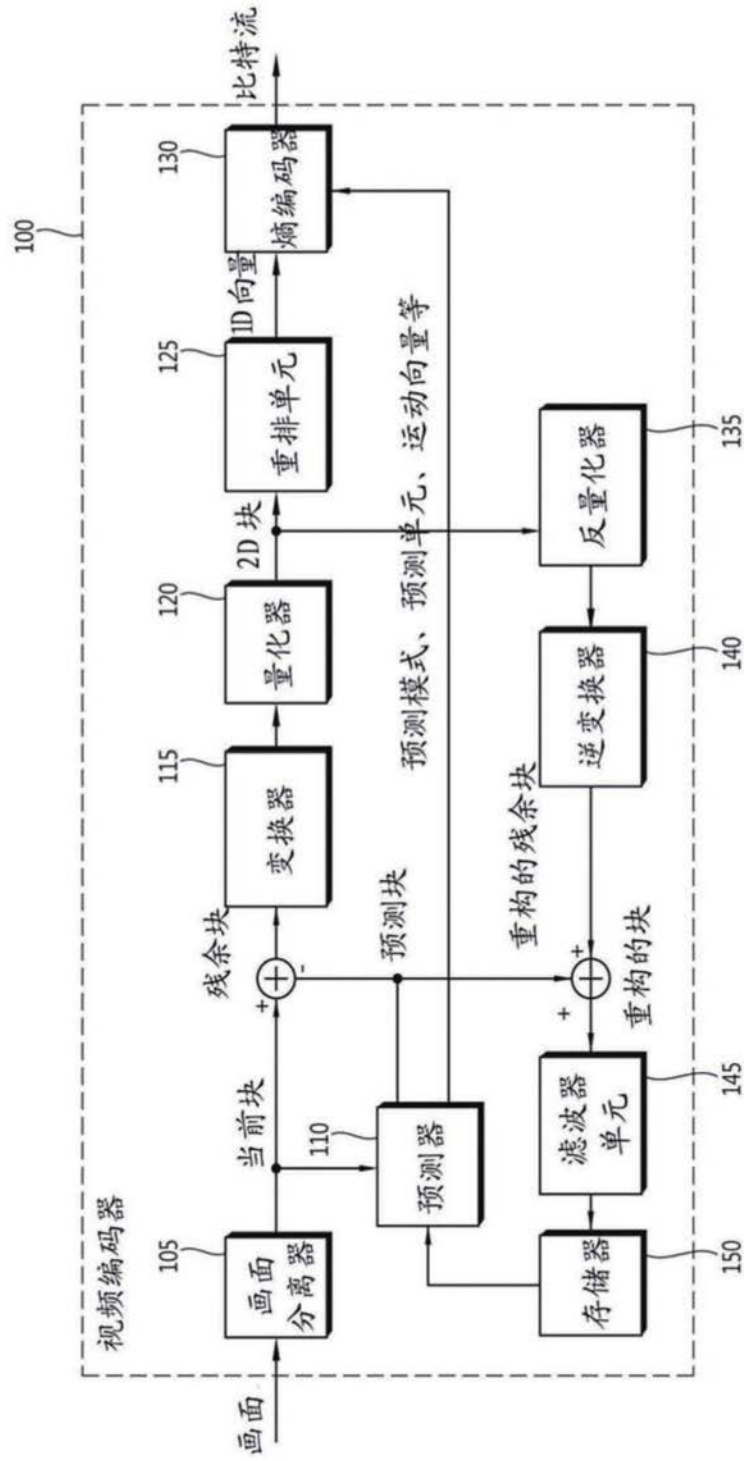 视频编码器
100
画面
105
画面
分离器
当前块
残余块
115
变换器
120
量化器
2D 块
125
重排单元
1D 向量
130
熵编码器
比特流
110
预测器
预测块
预测模式、预测单元、运动向量等
反量化器
135
逆变换器
140
重构的残余块
重构的块
滤波器
单元
145
存储器
150
+
-
+
+